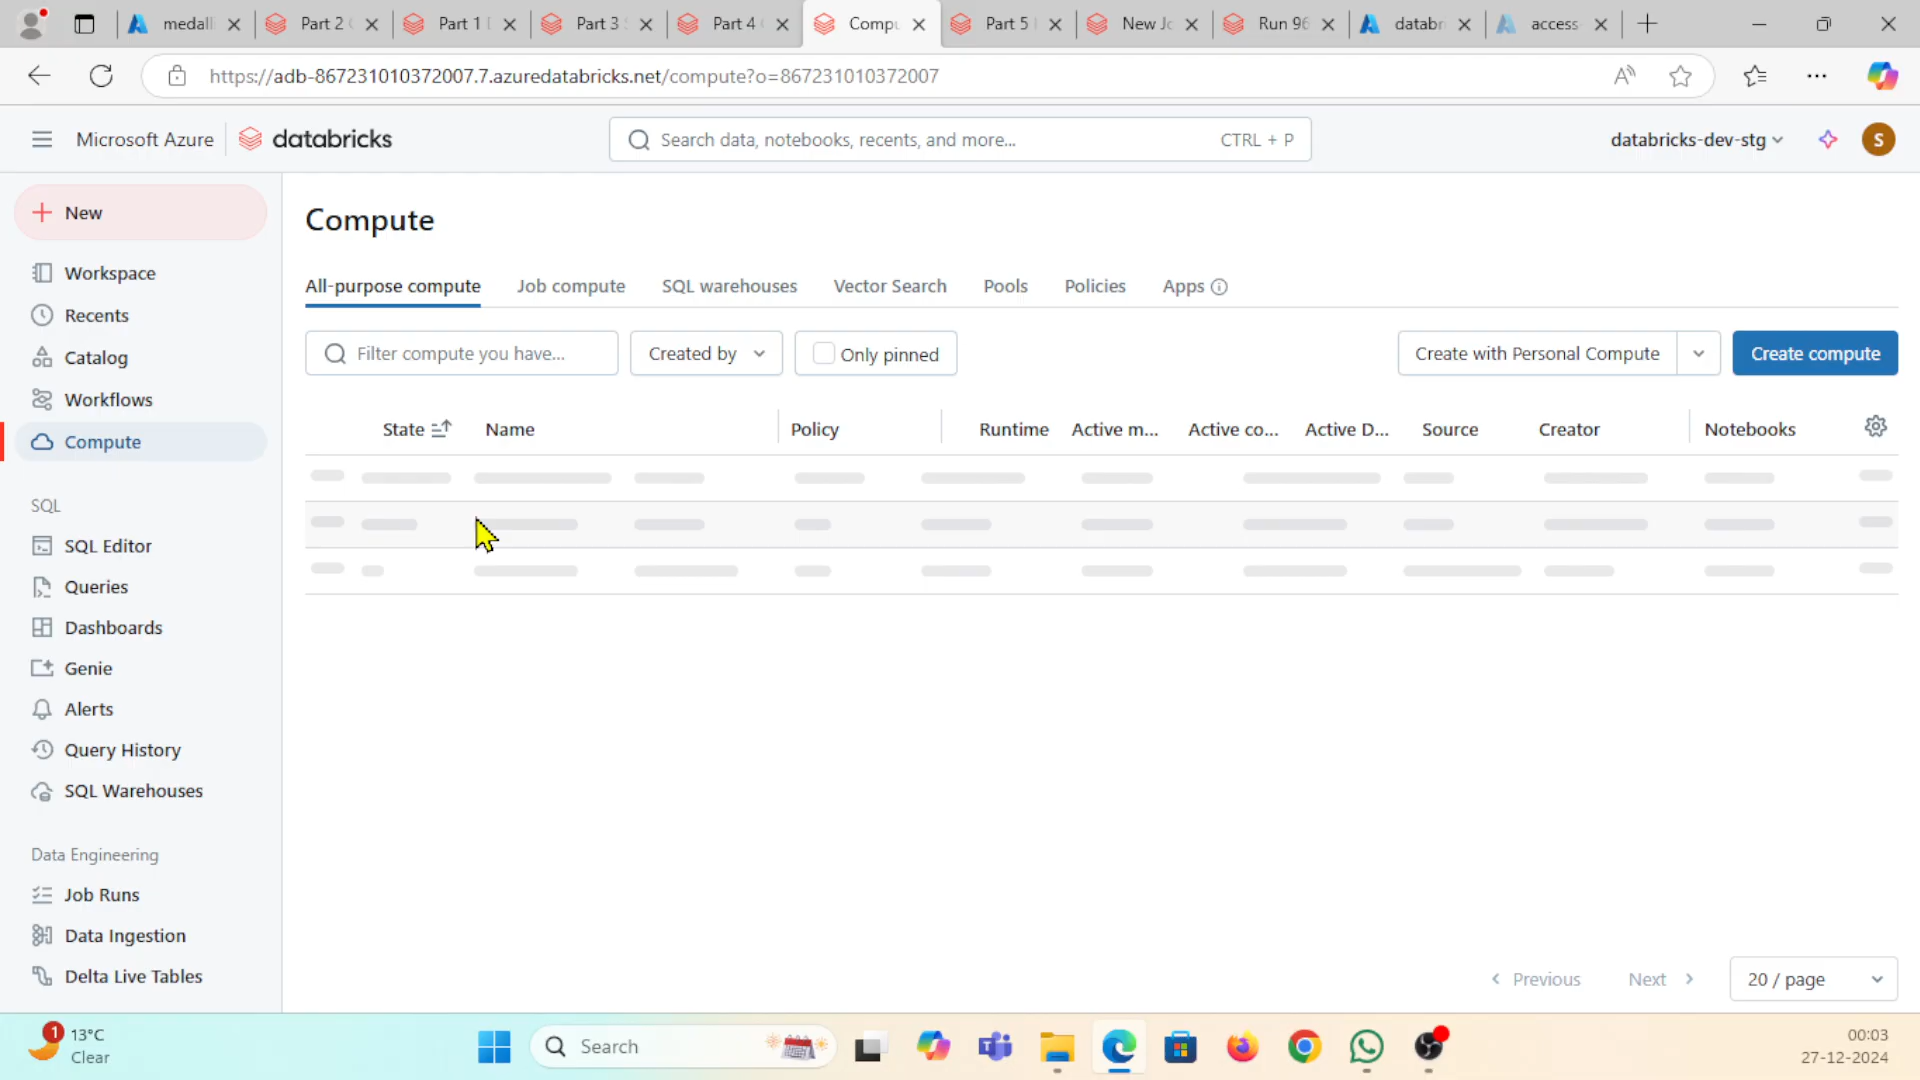 medall
Part 2
Part 1
Part 3
Part 4
Compu
Part 5
New Jo
Run 96
databr
access-
https://adb-867231010372007.7.azuredatabricks.net/compute?o=867231010372007
Microsoft Azure
databricks
Search data, notebooks, recents, and more...
CTRL + P
databricks-dev-stg
S
New
Workspace
Recents
Catalog
Workflows
Compute
SQL
SQL Editor
Queries
Dashboards
Genie
Alerts
Query History
SQL Warehouses
Data Engineering
Job Runs
Data Ingestion
Delta Live Tables
Compute
All-purpose compute
Job compute
SQL warehouses
Vector Search
Pools
Policies
Apps
Filter compute you have...
Created by
Only pinned
Create with Personal Compute
Create compute
State
Name
Policy
Runtime
Active m...
Active co...
Active D...
Source
Creator
Notebooks
Previous
Next
20 / page
1
13°C
Clear
Search
00:03
27-12-2024